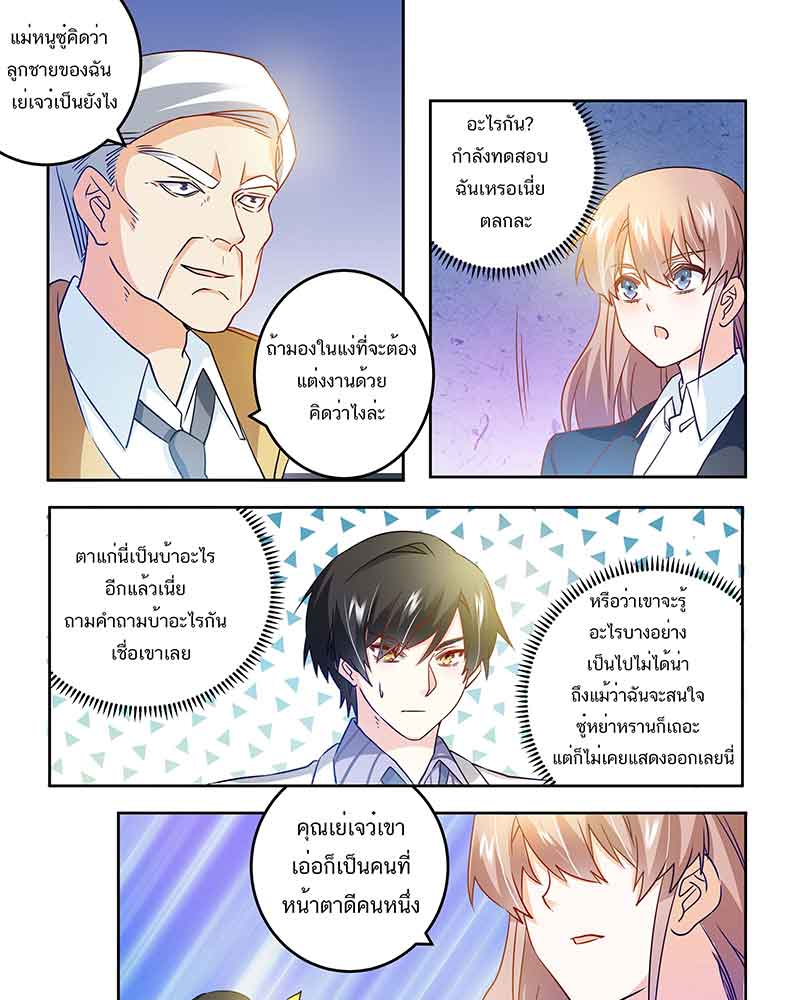 แม่หนูซู่คิดว่า
ลูกชายของฉัน
เย่เจว๋เป็นยังไง
ถ้ามองในแง่ที่จะต้อง
แต่งงานด้วย
คิดว่าไงล่ะ
อะไรกัน?
กำลังทดสอบ
ฉันเหรอเนี่ย
ตลกละ
ตาแก่นี่เป็นบ้าอะไร
อีกแล้วเนี่ย
ถามคำถามบ้าอะไรกัน
เชื่อเขาเลย
หรือว่าเขาจะรู้
อะไรบางอย่าง
เป็นไปไม่ได้น่า
ถึงแม้ว่าฉันจะสนใจ
ซู่หย่าหรานก็เถอะ
แต่ก็ไม่เคยแสดงออกเลยนี่
คุณเย่เจว๋เขา
เอ่อก็เป็นคนที่
หน้าตาดีคนหนึ่ง